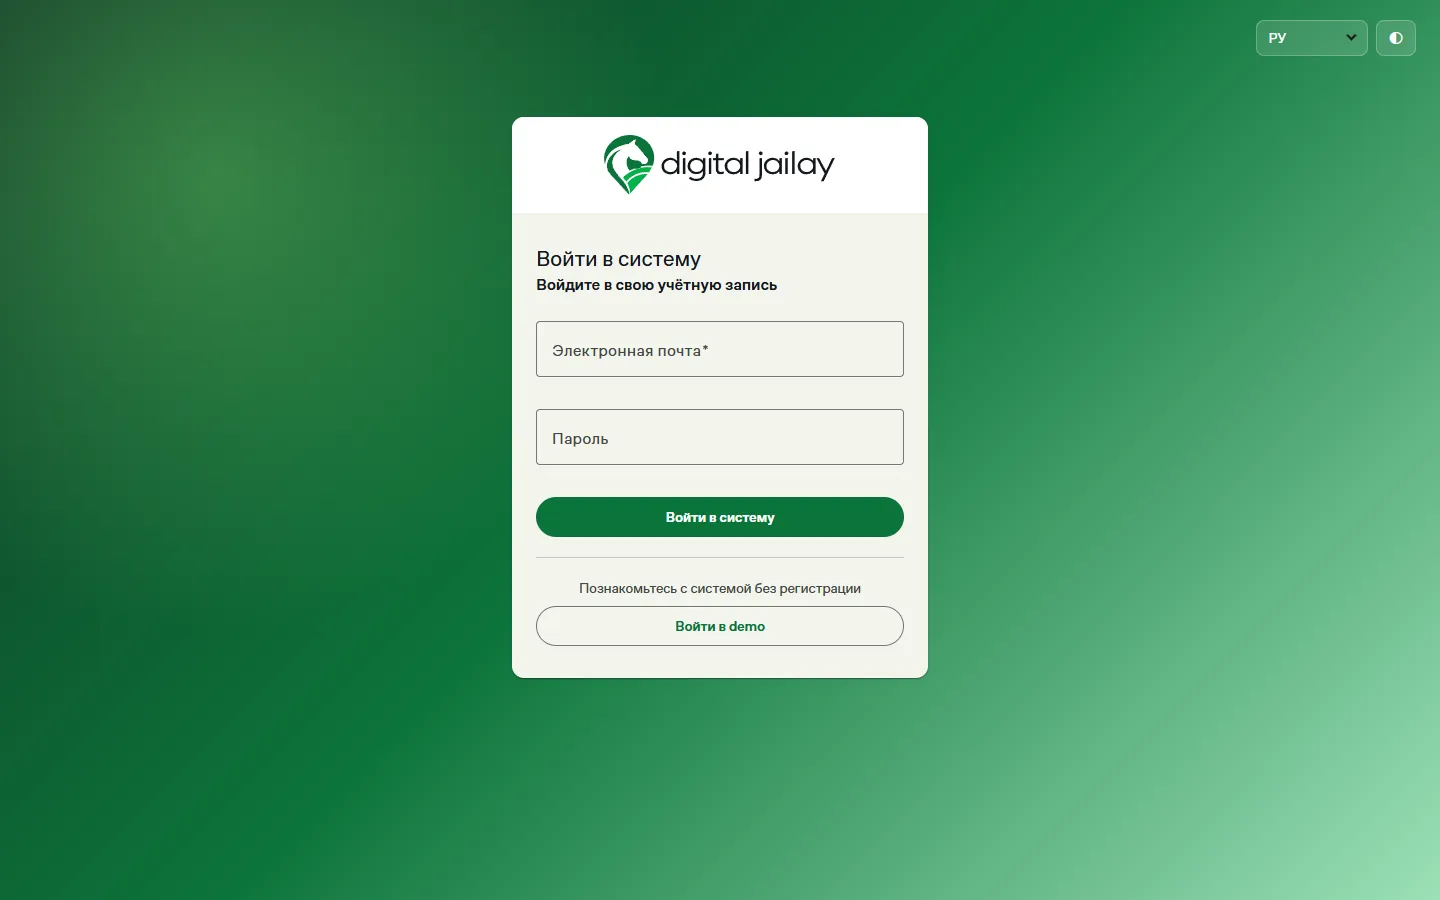 РУ
digital jailay
Войти в систему
Войдите в свою учётную запись
Электронная почта*
Пароль
Войти в систему
Познакомьтесь с системой без регистрации
Войти в demo